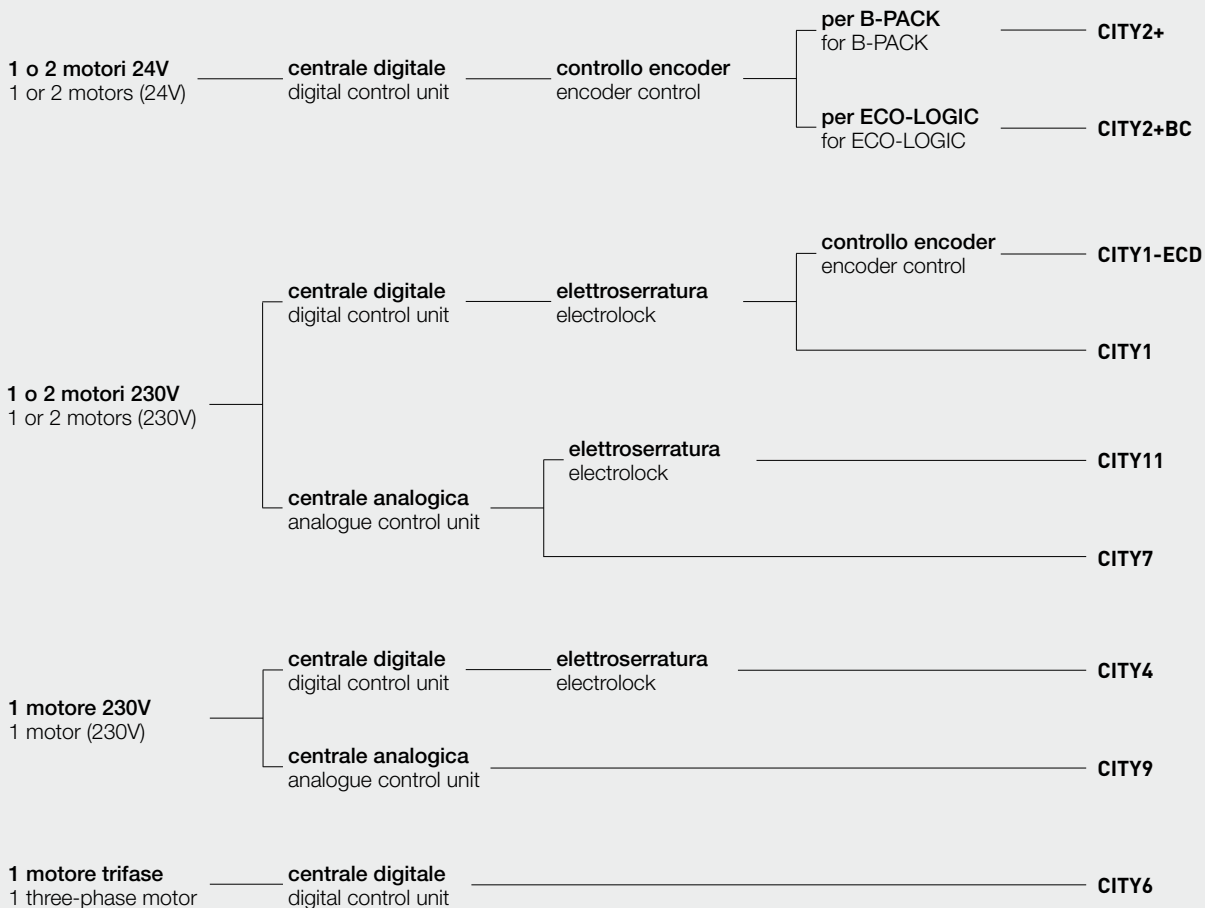 per B-PACK
for B-PACK
CITY2+
1 o 2 motori 24V
1 or 2 motors (24V)
centrale digitale
digital control unit
controllo encoder
encoder control
per ECO-LOGIC
for ECO-LOGIC
CITY2+BC
controllo encoder
encoder control
CITY1-ECD
centrale digitale
digital control unit
elettroserratura
electrolock
CITY1
1 o 2 motori 230V
1 or 2 motors (230V)
elettroserratura
electrolock
CITY11
centrale analogica
analogue control unit
CITY7
centrale digitale
digital control unit
elettroserratura
electrolock
CITY4
1 motore 230V
1 motor (230V)
centrale analogica
analogue control unit
CITY9
1 motore trifase
1 three-phase motor
centrale digitale
digital control unit
CITY6